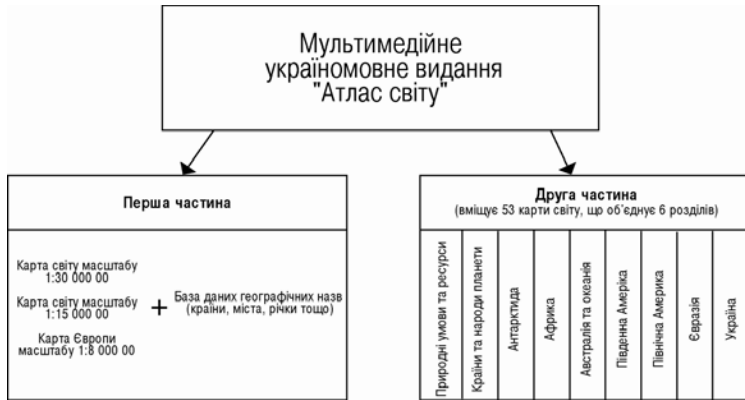 Мультимедійне
україномовне видання
"Атлас світу"
Перша частина
Карта світу масштабу
1:30 000 00
Карта світу масштабу
1:15 000 00
Карта Європи
масштабу 1:8 000 00
+
База даних географічних назв
(країни, міста, річки тощо)
Друга частина
(вміщує 53 карти світу, що об'єднує 6 розділів)
Природні умови та ресурси
Країни та народи планети
Антарктида
Африка
Австралія та океанія
Південна Амеріка
Північна Америка
Євразія
Україна